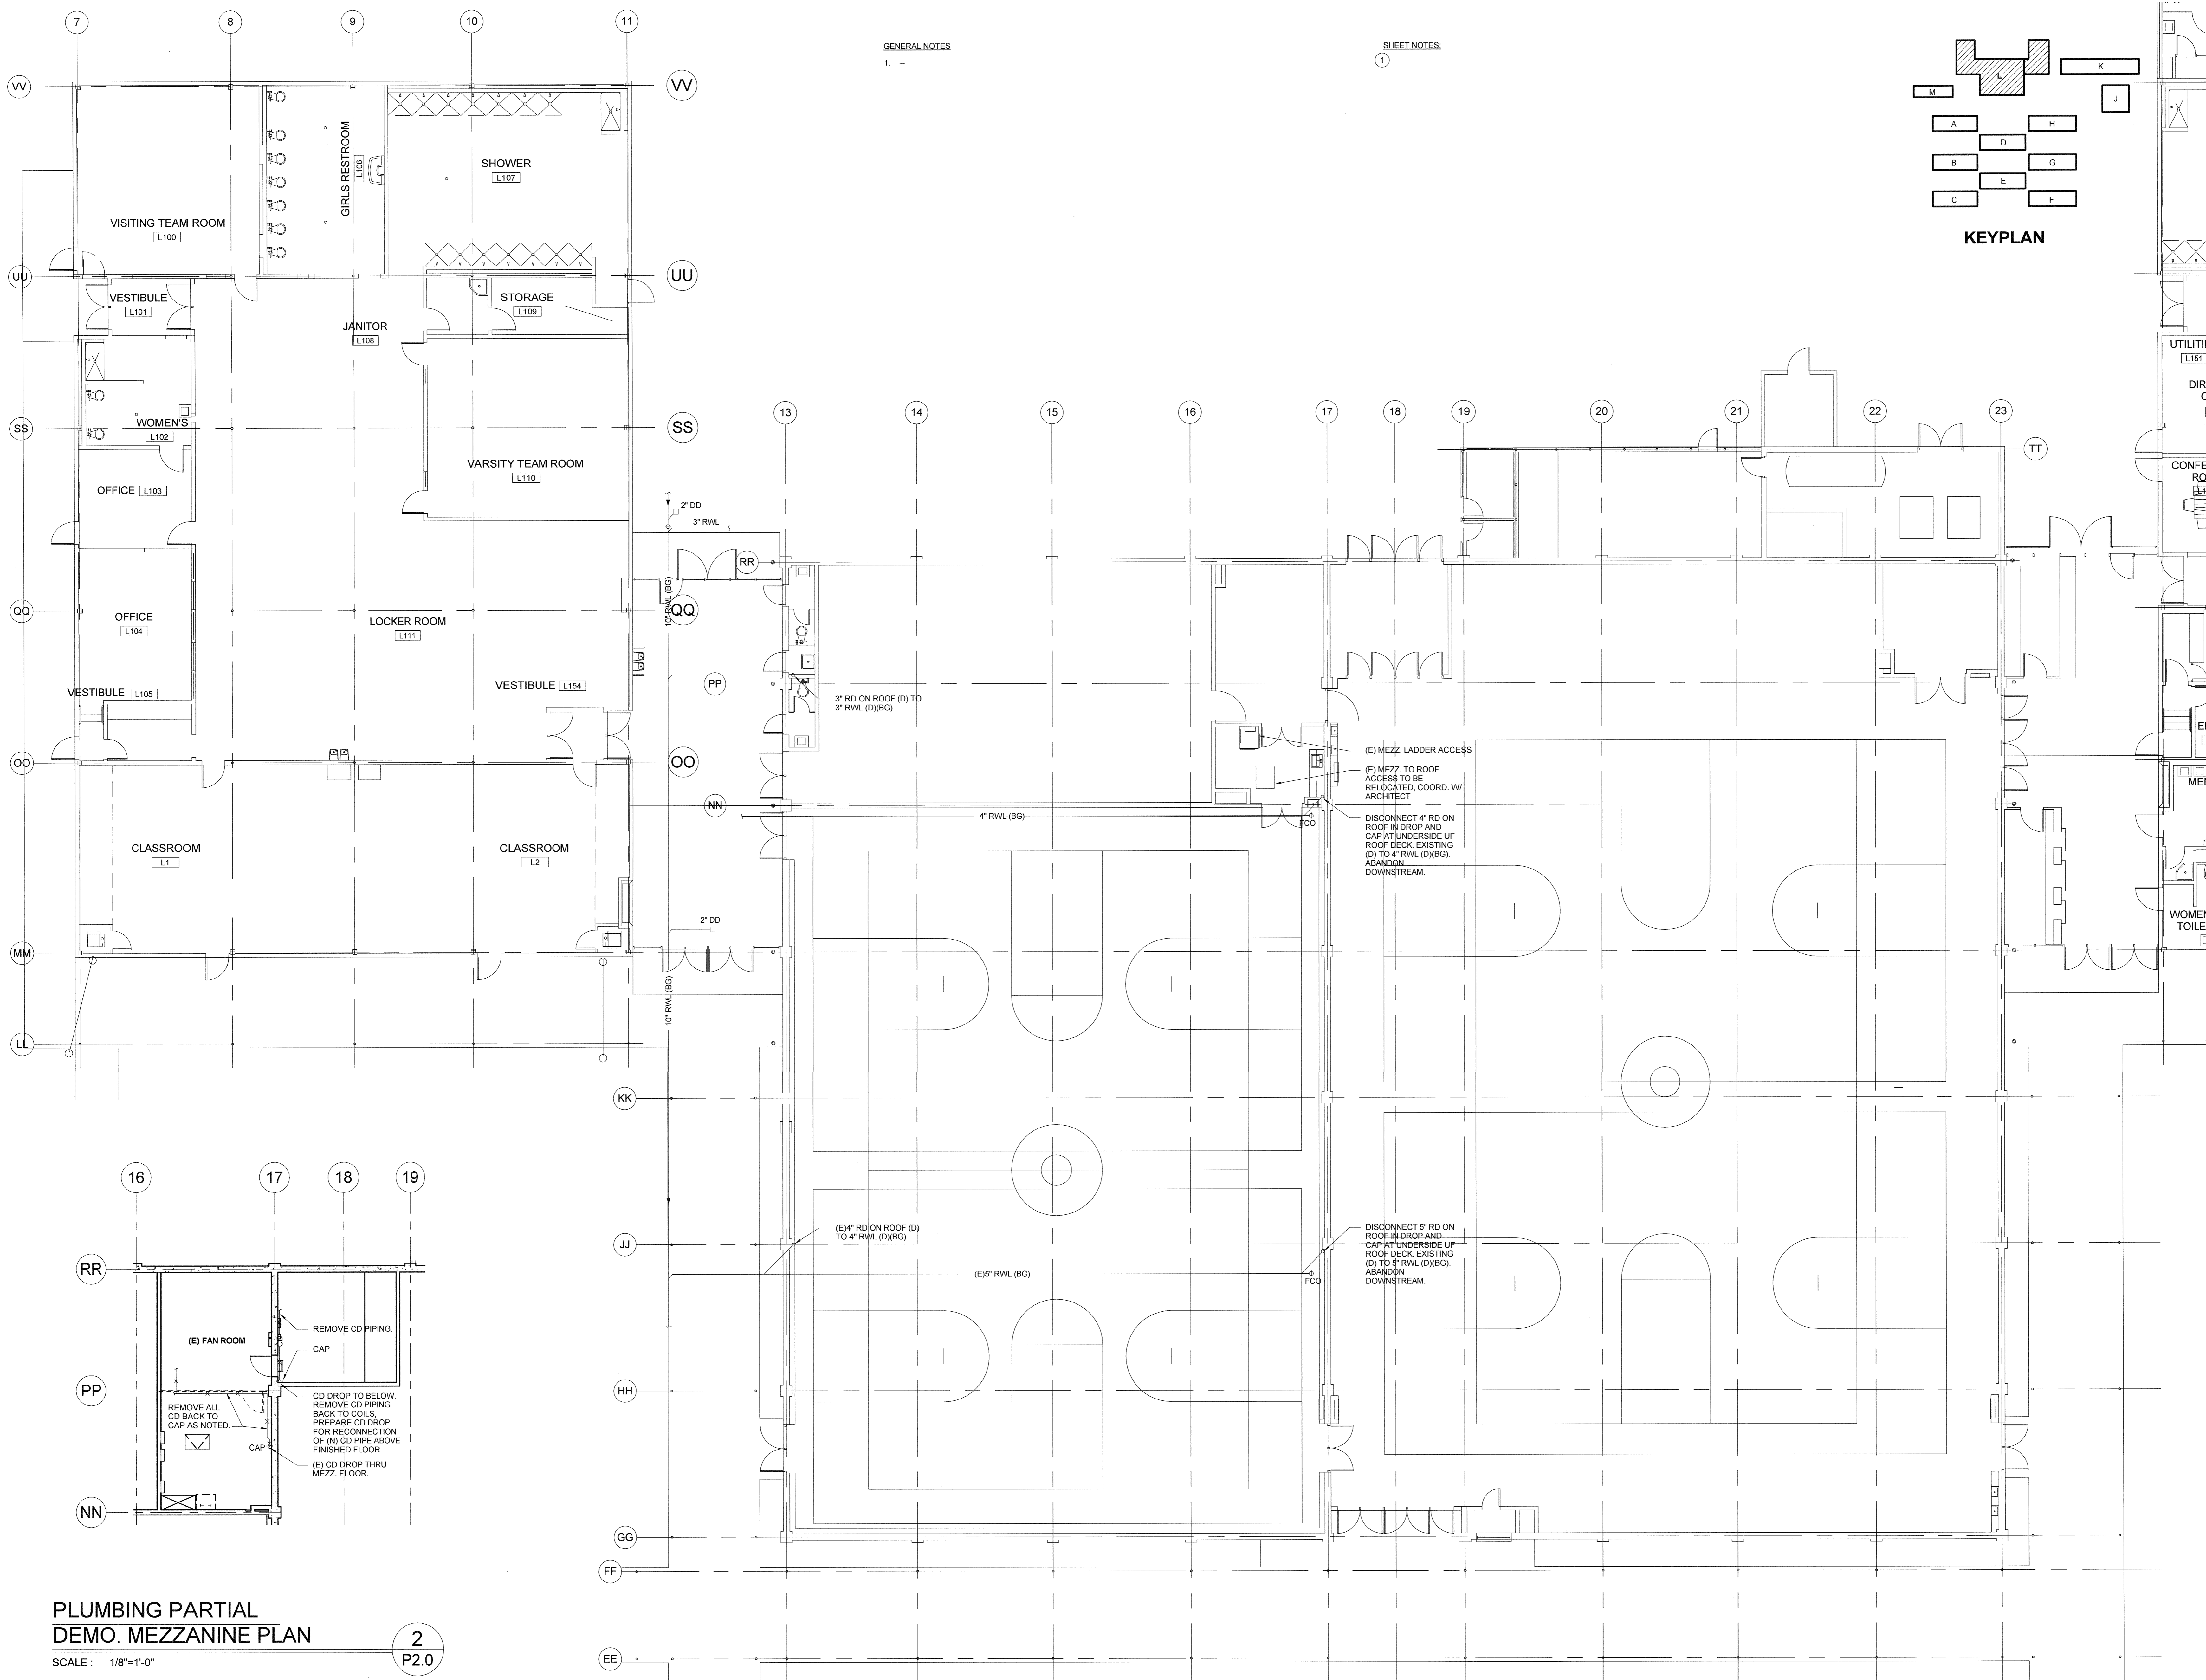 7
8
9
10
11
GENERAL NOTES
1. --
SHEET NOTES:
1 --
L
K
M
J
A
H
D
B
G
E
C
F
KEYPLAN
VV
VV
GIRLS RESTROOM
L106
SHOWER
L107
VISITING TEAM ROOM
L100
UU
UU
VESTIBULE
L101
STORAGE
L109
JANITOR
L108
WOMEN'S
L102
SS
SS
VARSITY TEAM ROOM
L110
OFFICE L103
QQ
QQ
OFFICE
L104
LOCKER ROOM
L111
VESTIBULE L105
VESTIBULE L154
OO
OO
CLASSROOM
L1
CLASSROOM
L2
MM
LL
13
14
15
16
17
18
19
20
21
22
23
TT
2" DD
3" RWL
RR
10" RWL (BG)
PP
3" RD ON ROOF (D) TO
3" RWL (D)(BG)
(E) MEZZ. LADDER ACCESS
(E) MEZZ. TO ROOF
ACCESS TO BE
RELOCATED, COORD. W/
ARCHITECT
NN
4" RWL (BG)
FCO
DISCONNECT 4" RD ON
ROOF IN DROP AND
CAP AT UNDERSIDE UF
ROOF DECK. EXISTING
(D) TO 4" RWL (D)(BG).
ABANDON
DOWNSTREAM.
2" DD
10" RWL (BG)
KK
JJ
(E)4" RD ON ROOF (D)
TO 4" RWL (D)(BG)
(E)5" RWL (BG)
FCO
DISCONNECT 5" RD ON
ROOF IN DROP AND
CAP AT UNDERSIDE UF
ROOF DECK. EXISTING
(D) TO 5" RWL (D)(BG).
ABANDON
DOWNSTREAM.
HH
GG
FF
EE
L151
16
17
18
19
RR
(E) FAN ROOM
REMOVE CD PIPING.
CAP
PP
CD DROP TO BELOW.
REMOVE CD PIPING
BACK TO COILS,
PREPARE CD DROP
FOR RECONNECTION
OF (N) CD PIPE ABOVE
FINISHED FLOOR
REMOVE ALL
CD BACK TO
CAP AS NOTED.
CAP
(E) CD DROP THRU
MEZZ. FLOOR.
NN
PLUMBING PARTIAL
DEMO. MEZZANINE PLAN
SCALE : 1/8"=1'-0"
2
P2.0